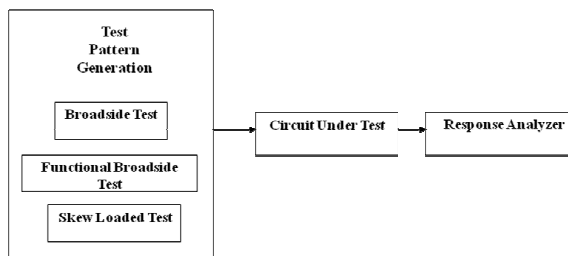 Test
Pattern
Generation
Broadside Test
Functional Broadside
Test
Skew Loaded Test
Circuit Under Test
Response Analyzer